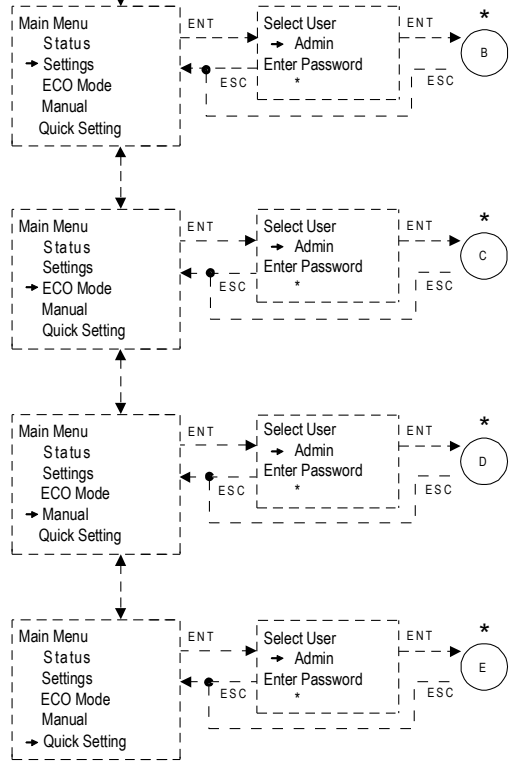 Main Menu
Status
→ Settings
ECO Mode
Manual
Quick Setting
ENT
ESC
Select User
→ Admin
Enter Password
*
ENT
ESC
*
B
Main Menu
Status
Settings
→ ECO Mode
Manual
Quick Setting
ENT
ESC
Select User
→ Admin
Enter Password
*
ENT
ESC
*
C
Main Menu
Status
Settings
ECO Mode
→ Manual
Quick Setting
ENT
ESC
Select User
→ Admin
Enter Password
*
ENT
ESC
*
D
Main Menu
Status
Settings
ECO Mode
Manual
→ Quick Setting
ENT
ESC
Select User
→ Admin
Enter Password
*
ENT
ESC
*
E